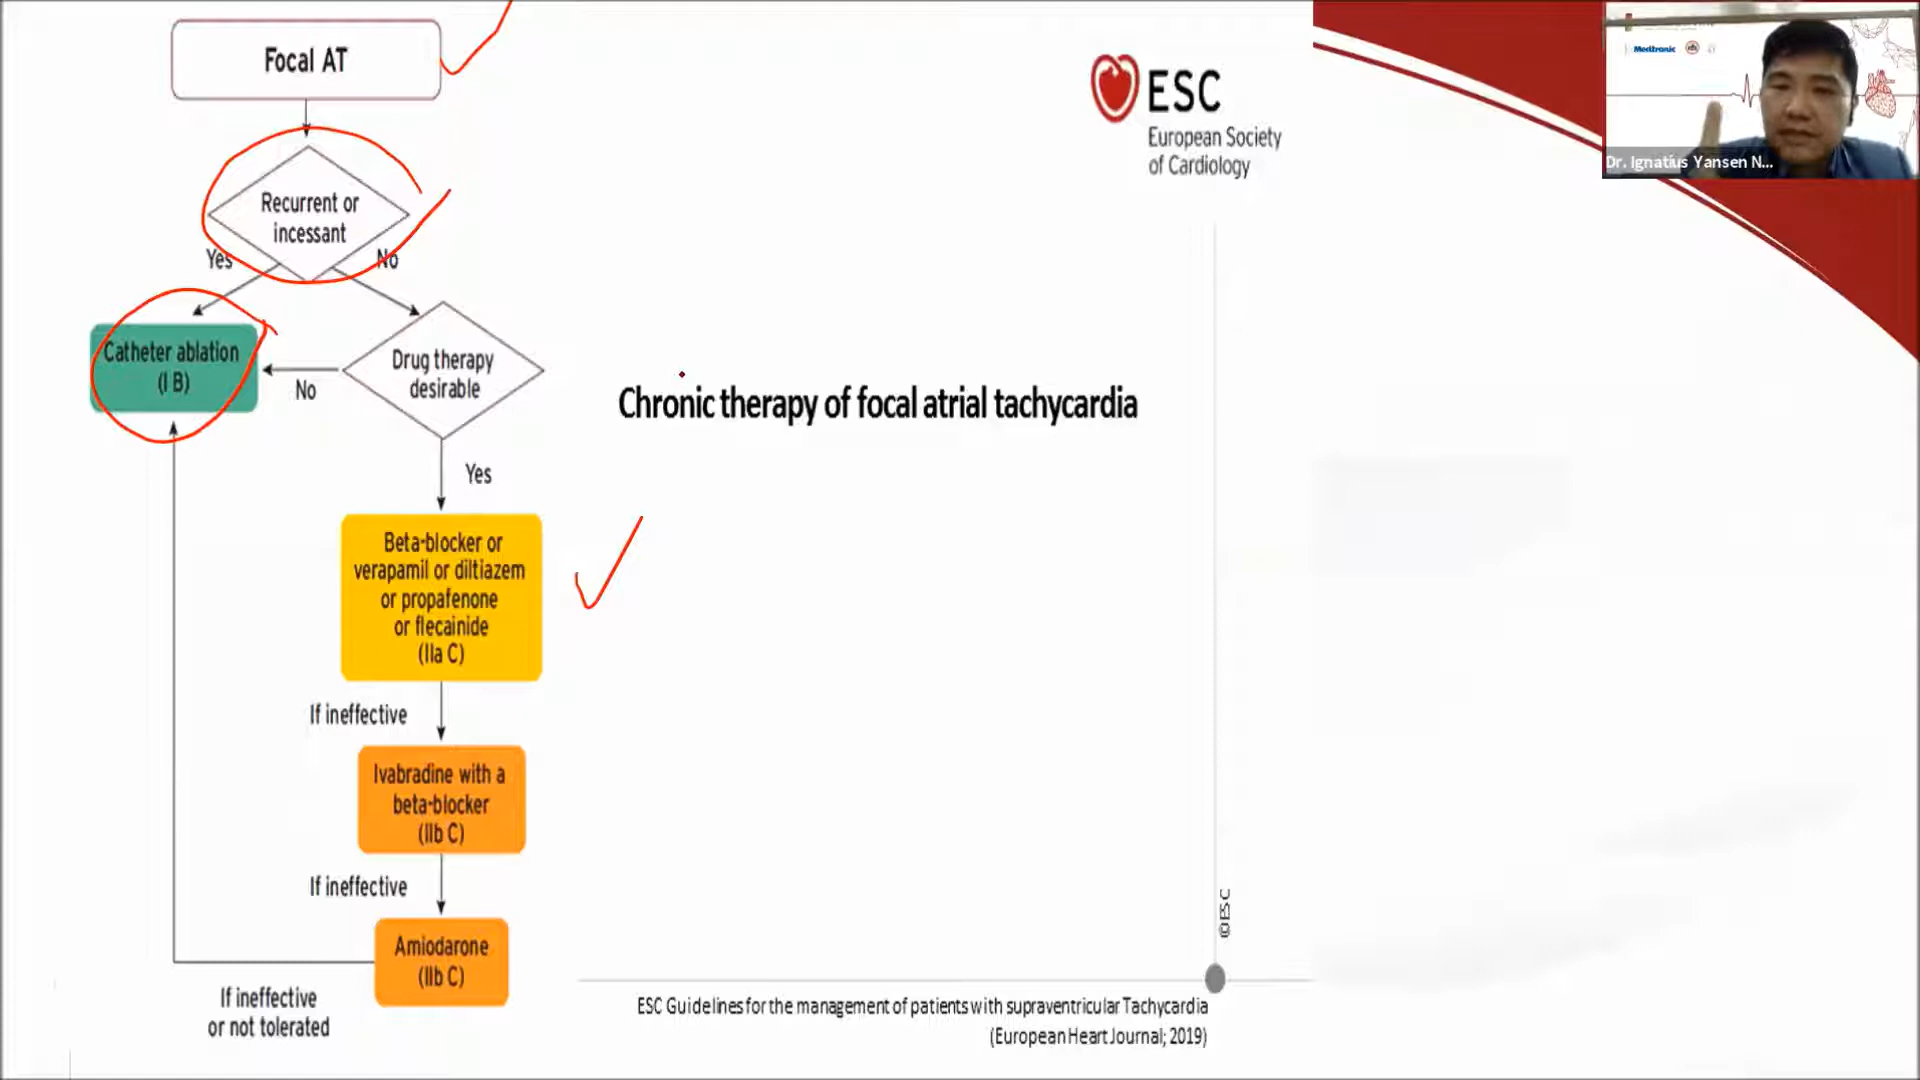 Focal AT
Recurrent or
incessant
Yes
No
Catheter ablation
(I B)
No
Drug therapy
desirable
Yes
Beta-blocker or
verapamil or diltiazem
or propafenone
or flecainide
(IIa C)
If ineffective
Ivabradine with a
beta-blocker
(IIb C)
If ineffective
Amiodarone
(IIb C)
If ineffective
or not tolerated
Chronic therapy of focal atrial tachycardia
ESC
European Society
of Cardiology
©ESC
ESC Guidelines for the management of patients with supraventricular Tachycardia
(European Heart Journal; 2019)
Medtronic
Dr. Ignatius Yansen N...